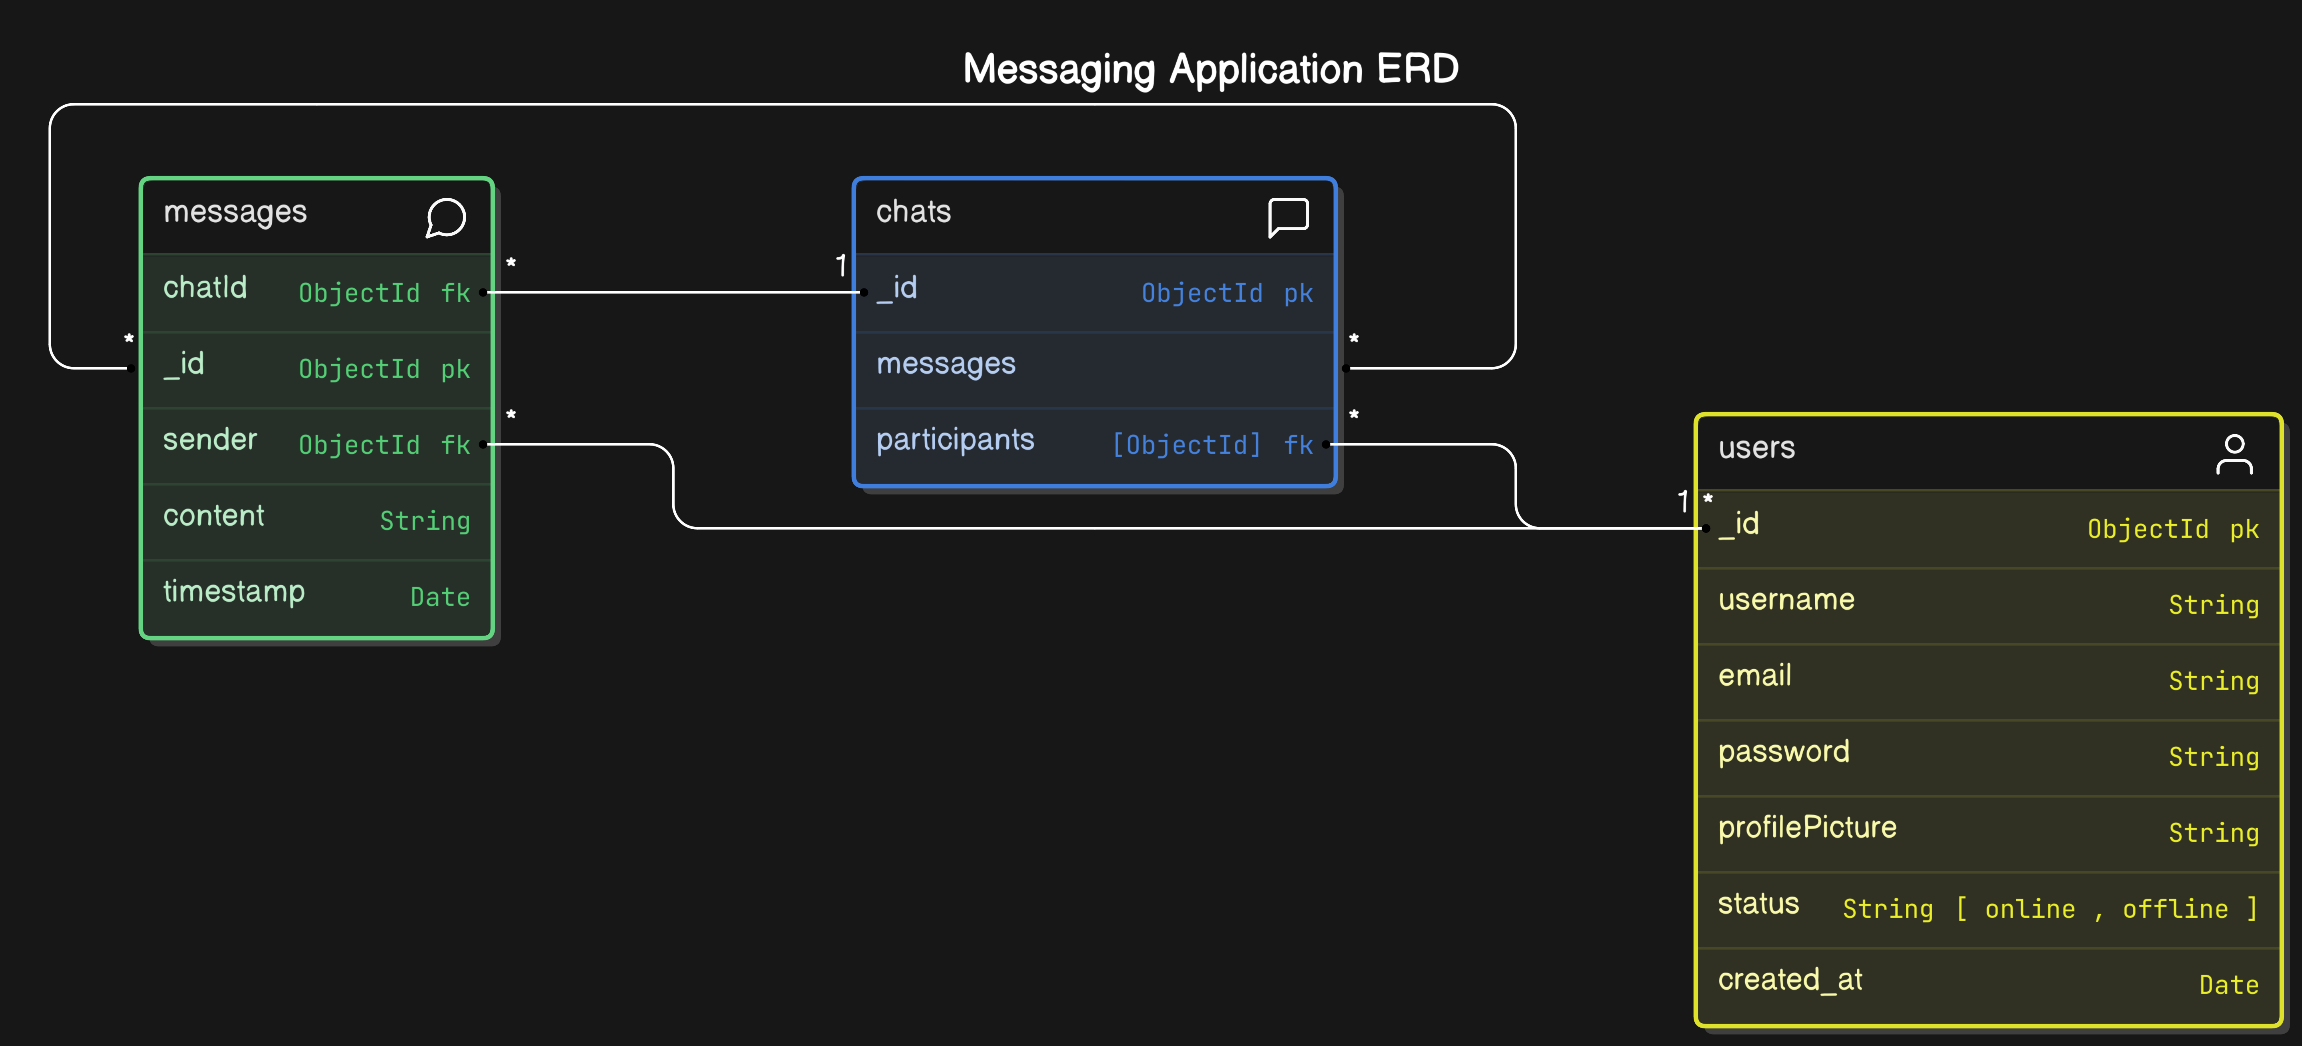 Messaging Application ERD
messages
chatId ObjectId fk
_id ObjectId pk
sender ObjectId fk
content String
timestamp Date
* 1
*
*
chats
_id ObjectId pk
messages
participants [ObjectId] fk
*
*
1 *
users
_id ObjectId pk
username String
email String
password String
profilePicture String
status String [ online , offline ]
created_at Date